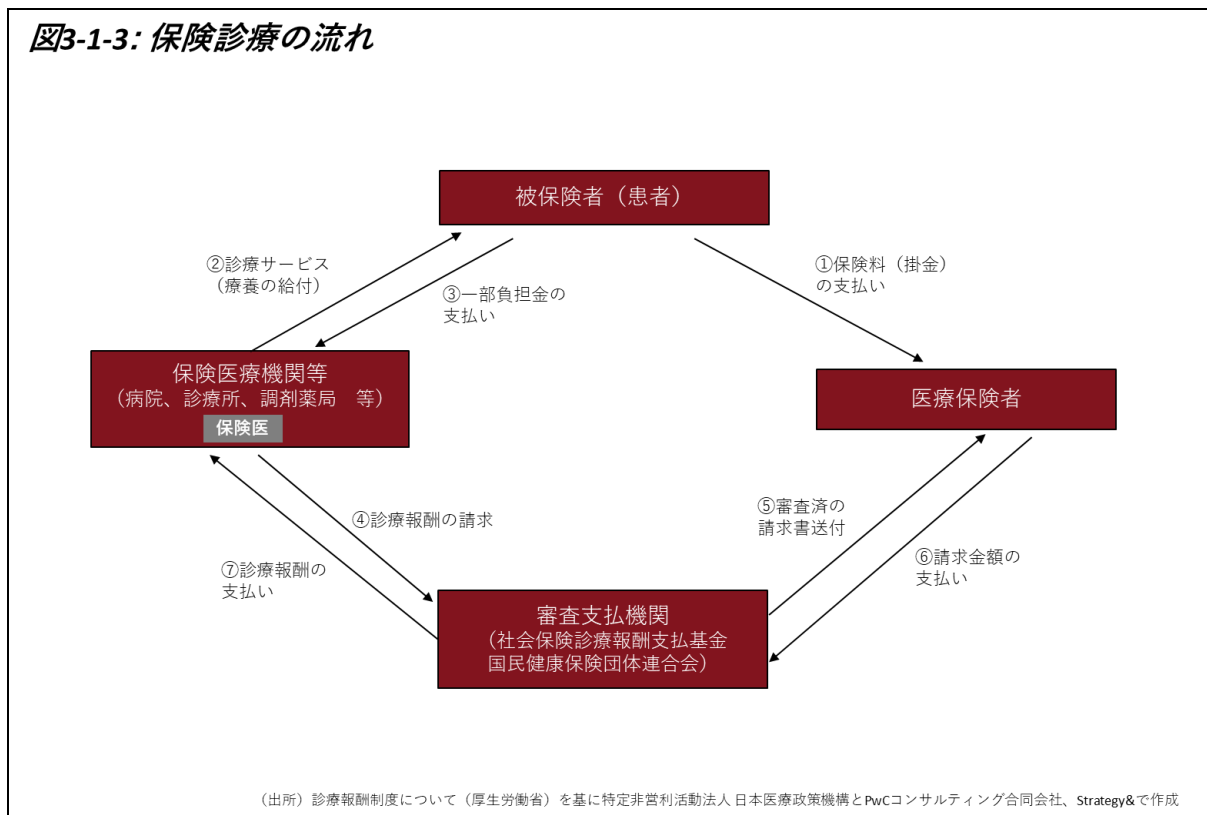 図3-1-3: 保険診療の流れ
被保険者（患者）
②診療サービス
（療養の給付）
①保険料（掛金）
の支払い
③一部負担金の
支払い
保険医療機関等
（病院、診療所、調剤薬局　等）
保険医
医療保険者
④診療報酬の請求
⑤審査済の
請求書送付
⑦診療報酬の
支払い
⑥請求金額の
支払い
審査支払機関
（社会保険診療報酬支払基金
国民健康保険団体連合会）
（出所）診療報酬制度について（厚生労働省）を基に特定非営利活動法人 日本医療政策機構とPwCコンサルティング合同会社、Strategy&で作成